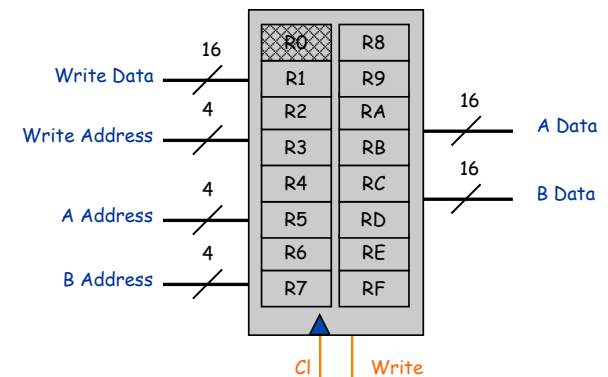 16
Write Data
4
Write Address
4
A Address
4
B Address
R0
R1
R2
R3
R4
R5
R6
R7
R8
R9
RA
RB
RC
RD
RE
RF
16
A Data
16
B Data
Cl
Write